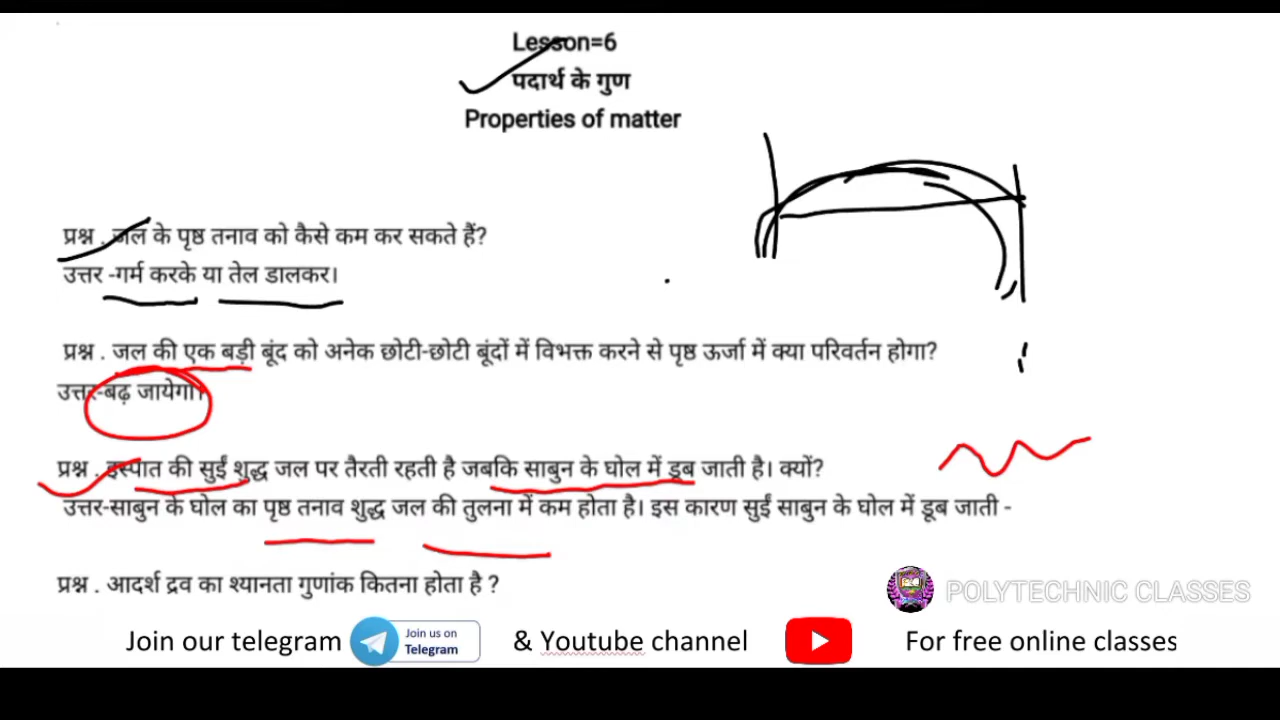 Lesson=6
पदार्थ के गुण
Properties of matter
प्रश्न . जल के पृष्ठ तनाव को कैसे कम कर सकते हैं?
उत्तर -गर्म करके या तेल डालकर।
प्रश्न . जल की एक बड़ी बूंद को अनेक छोटी-छोटी बूंदों में विभक्त करने से पृष्ठ ऊर्जा में क्या परिवर्तन होगा?
उत्तर-बढ़ जायेगा।
प्रश्न . इस्पात की सुईं शुद्ध जल पर तैरती रहती है जबकि साबुन के घोल में डूब जाती है। क्यों?
उत्तर-साबुन के घोल का पृष्ठ तनाव शुद्ध जल की तुलना में कम होता है। इस कारण सुईं साबुन के घोल में डूब जाती -
प्रश्न . आदर्श द्रव का श्यानता गुणांक कितना होता है ?
POLYTECHNIC CLASSES
Join our telegram Join us on Telegram & Youtube channel For free online classes